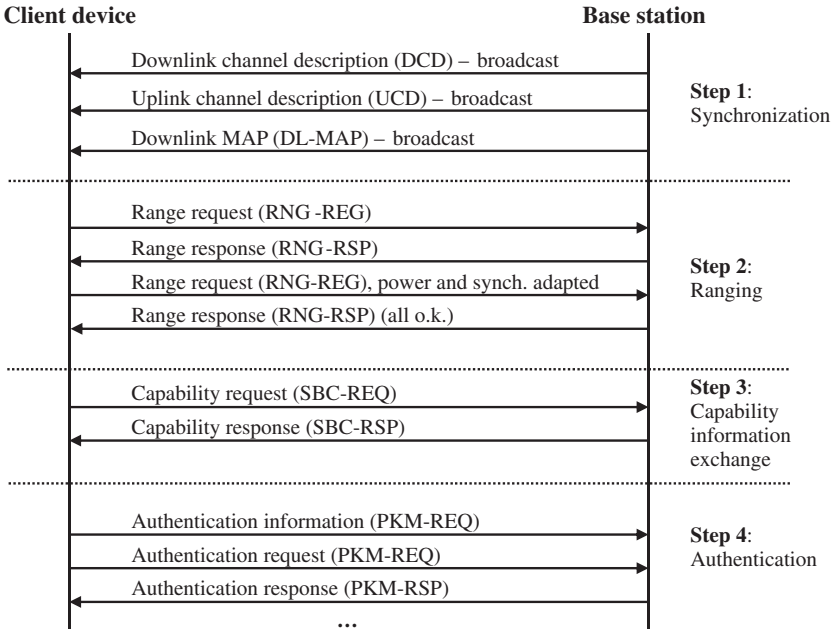 Client device
Base station
Downlink channel description (DCD) – broadcast
Uplink channel description (UCD) – broadcast
Downlink MAP (DL-MAP) – broadcast
Step 1:
Synchronization
Range request (RNG -REG)
Range response (RNG-RSP)
Range request (RNG-REG), power and synch. adapted
Range response (RNG-RSP) (all o.k.)
Step 2:
Ranging
Capability request (SBC-REQ)
Capability response (SBC-RSP)
Step 3:
Capability
information
exchange
Authentication information (PKM-REQ)
Authentication request (PKM-REQ)
Authentication response (PKM-RSP)
...
Step 4:
Authentication